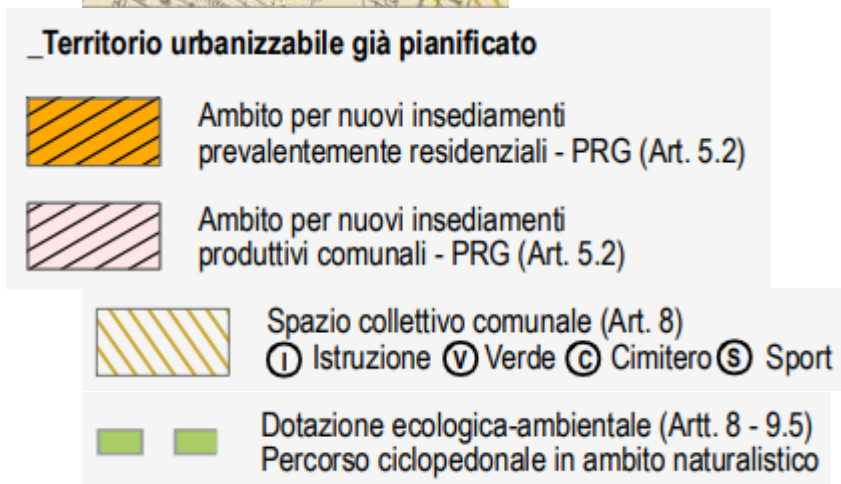 _Territorio urbanizzabile già pianificato
Ambito per nuovi insediamenti
prevalentemente residenziali - PRG (Art. 5.2)
Ambito per nuovi insediamenti
produttivi comunali - PRG (Art. 5.2)
Spazio collettivo comunale (Art. 8)
I Istruzione V Verde C Cimitero S Sport
Dotazione ecologica-ambientale (Artt. 8 - 9.5)
Percorso ciclopedonale in ambito naturalistico